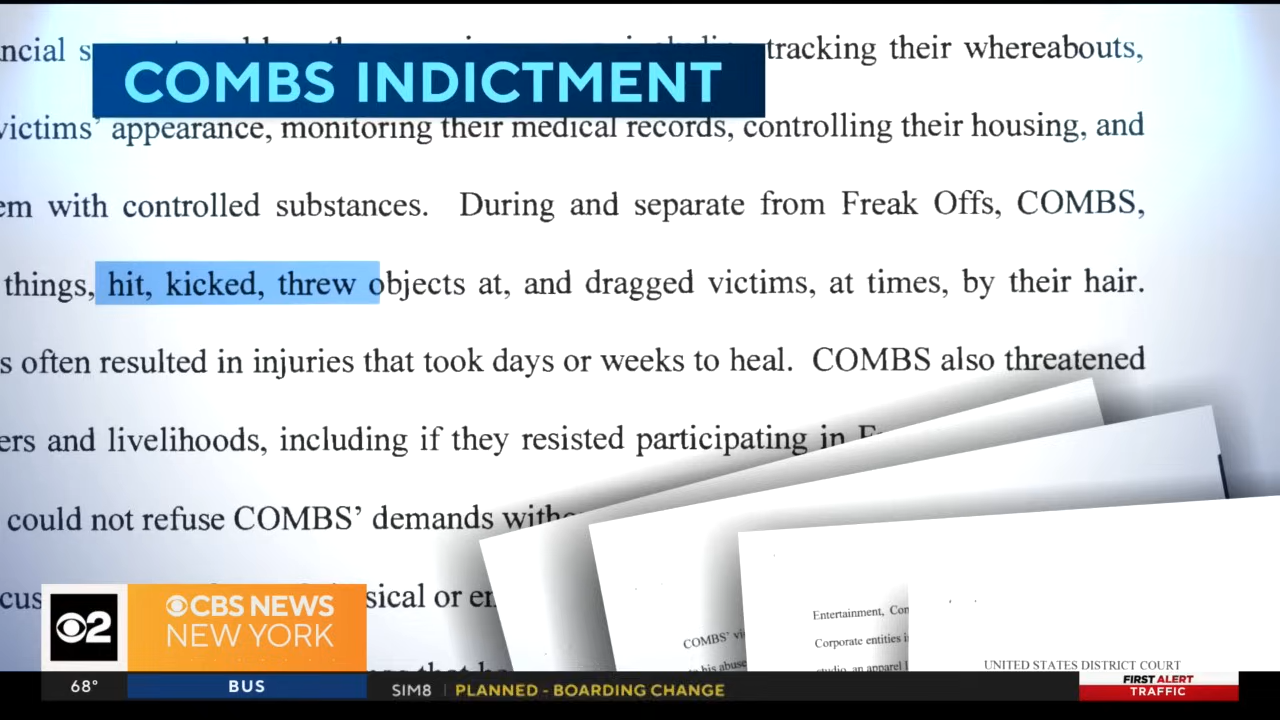 COMBS INDICTMENT
ncial s tracking their whereabouts,
victims' appearance, monitoring their medical records, controlling their housing, and
em with controlled substances. During and separate from Freak Offs, COMBS,
things, hit, kicked, threw objects at, and dragged victims, at times, by their hair.
s often resulted in injuries that took days or weeks to heal. COMBS also threatened
ers and livelihoods, including if they resisted participating in
could not refuse COMBS' demands
sical or
COMBS'
his abuse
Entertainment,
Corporate entities
an apparel
UNITED STATES DISTRICT COURT
2
CBS NEWS
NEW YORK
68° BUS SIM8 | PLANNED - BOARDING CHANGE
FIRST ALERT
TRAFFIC